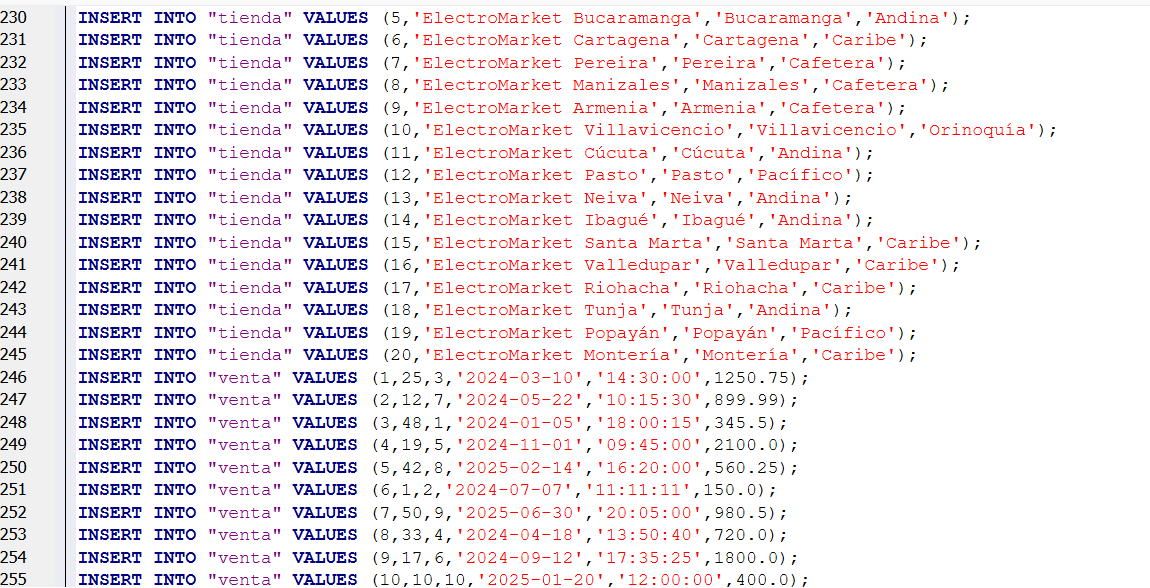 230 INSERT INTO "tienda" VALUES (5,'ElectroMarket Bucaramanga','Bucaramanga','Andina');
231 INSERT INTO "tienda" VALUES (6,'ElectroMarket Cartagena','Cartagena','Caribe');
232 INSERT INTO "tienda" VALUES (7,'ElectroMarket Pereira','Pereira','Cafetera');
233 INSERT INTO "tienda" VALUES (8,'ElectroMarket Manizales','Manizales','Cafetera');
234 INSERT INTO "tienda" VALUES (9,'ElectroMarket Armenia','Armenia','Cafetera');
235 INSERT INTO "tienda" VALUES (10,'ElectroMarket Villavicencio','Villavicencio','Orinoquía');
236 INSERT INTO "tienda" VALUES (11,'ElectroMarket Cúcuta','Cúcuta','Andina');
237 INSERT INTO "tienda" VALUES (12,'ElectroMarket Pasto','Pasto','Pacífico');
238 INSERT INTO "tienda" VALUES (13,'ElectroMarket Neiva','Neiva','Andina');
239 INSERT INTO "tienda" VALUES (14,'ElectroMarket Ibagué','Ibagué','Andina');
240 INSERT INTO "tienda" VALUES (15,'ElectroMarket Santa Marta','Santa Marta','Caribe');
241 INSERT INTO "tienda" VALUES (16,'ElectroMarket Valledupar','Valledupar','Caribe');
242 INSERT INTO "tienda" VALUES (17,'ElectroMarket Riohacha','Riohacha','Caribe');
243 INSERT INTO "tienda" VALUES (18,'ElectroMarket Tunja','Tunja','Andina');
244 INSERT INTO "tienda" VALUES (19,'ElectroMarket Popayán','Popayán','Pacífico');
245 INSERT INTO "tienda" VALUES (20,'ElectroMarket Montería','Montería','Caribe');
246 INSERT INTO "venta" VALUES (1,25,3,'2024-03-10','14:30:00',1250.75);
247 INSERT INTO "venta" VALUES (2,12,7,'2024-05-22','10:15:30',899.99);
248 INSERT INTO "venta" VALUES (3,48,1,'2024-01-05','18:00:15',345.5);
249 INSERT INTO "venta" VALUES (4,19,5,'2024-11-01','09:45:00',2100.0);
250 INSERT INTO "venta" VALUES (5,42,8,'2025-02-14','16:20:00',560.25);
251 INSERT INTO "venta" VALUES (6,1,2,'2024-07-07','11:11:11',150.0);
252 INSERT INTO "venta" VALUES (7,50,9,'2025-06-30','20:05:00',980.5);
253 INSERT INTO "venta" VALUES (8,33,4,'2024-04-18','13:50:40',720.0);
254 INSERT INTO "venta" VALUES (9,17,6,'2024-09-12','17:35:25',1800.0);
255 INSERT INTO "venta" VALUES (10,10,10,'2025-01-20','12:00:00',400.0);